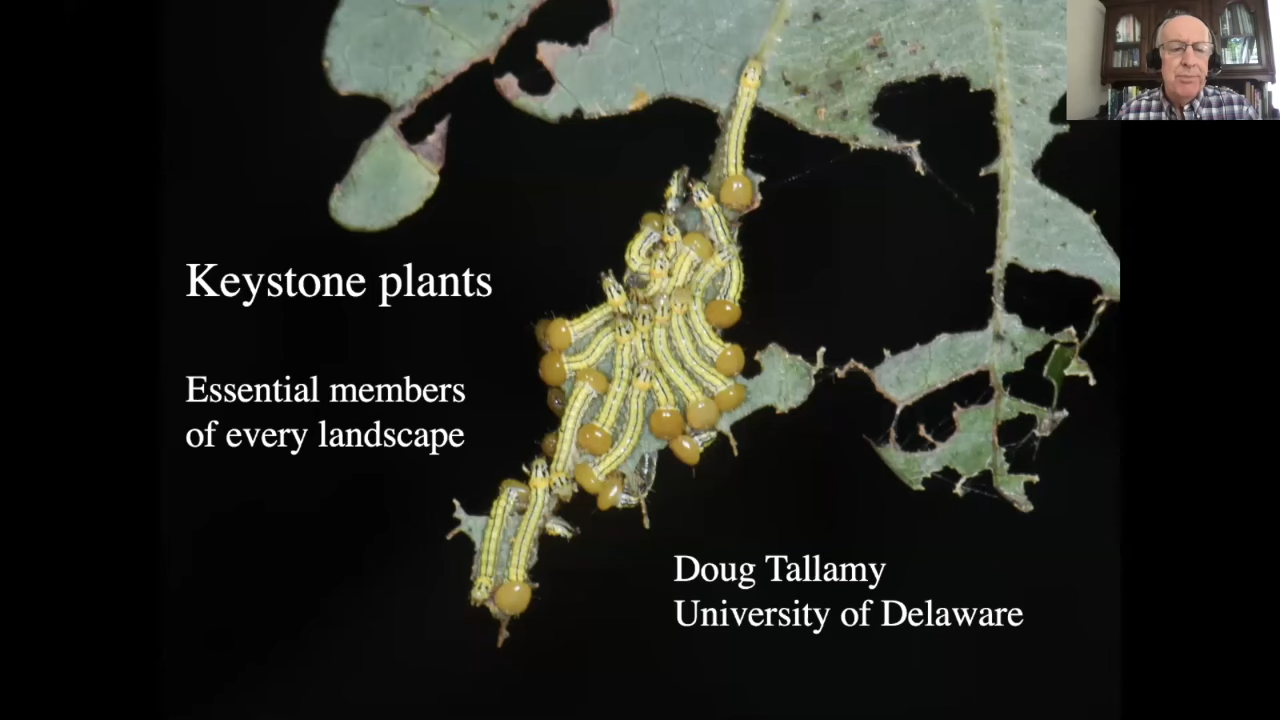 Keystone plants
Essential members
of every landscape
Doug Tallamy
University of Delaware